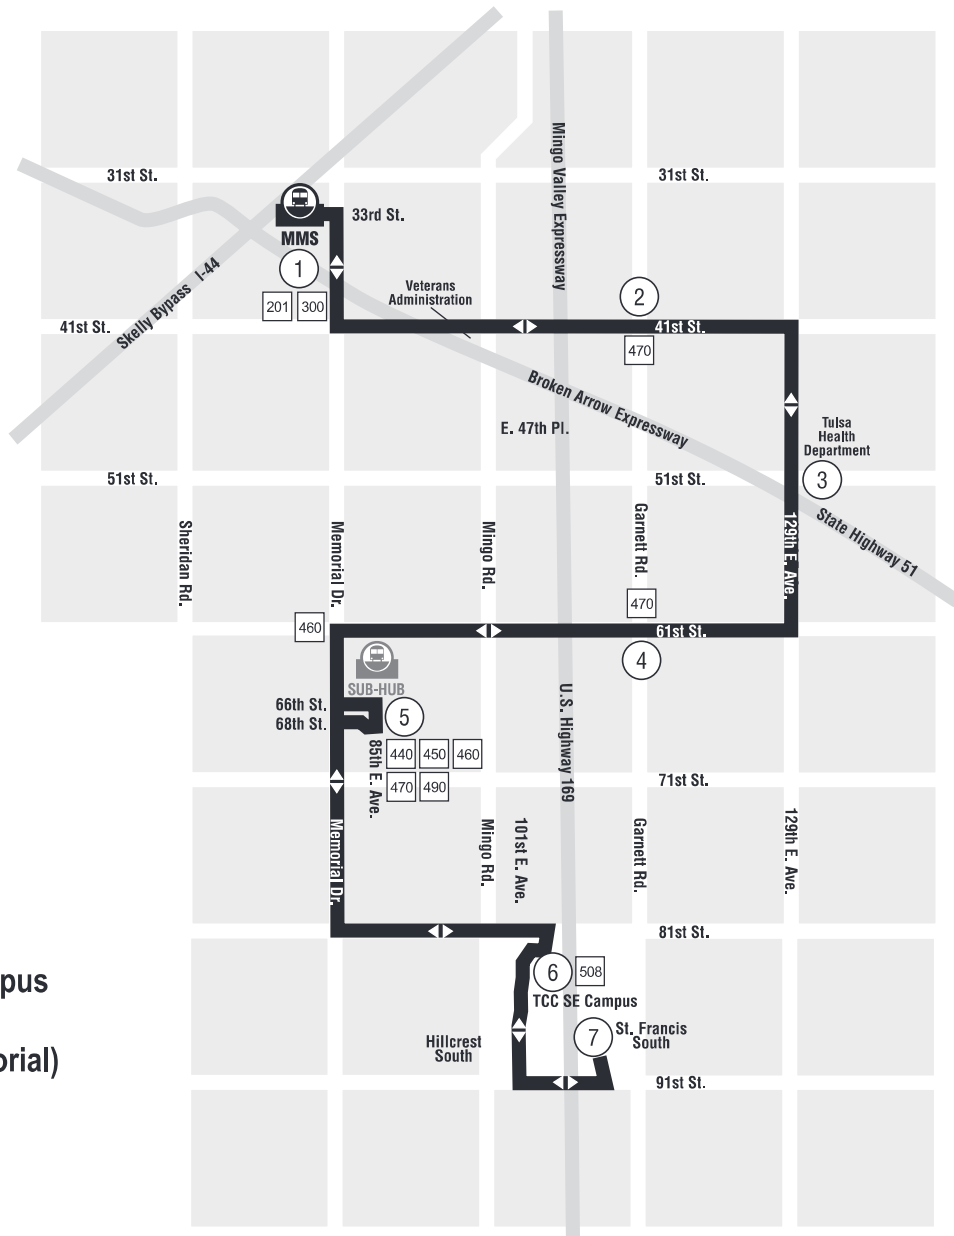 31st St.
31st St.
Mingo Valley Expressway
33rd St.
MMS
1
201
300
Skelly Bypass I-44
Veterans
Administration
2
41st St.
41st St.
470
Broken Arrow Expressway
E. 47th Pl.
Tulsa
Health
Department
3
51st St.
51st St.
State Highway 51
Sheridan Rd.
Memorial Dr.
Mingo Rd.
Garnett Rd.
129th E. Ave.
470
460
61st St.
4
SUB-HUB
66th St.
68th St.
5
85th E. Ave.
440
450
460
470
490
U.S. Highway 169
71st St.
Memorial Dr.
Mingo Rd.
101st E. Ave.
Garnett Rd.
129th E. Ave.
81st St.
6
508
TCC SE Campus
pus
7
St. Francis
South
Hillcrest
South
orial)
91st St.